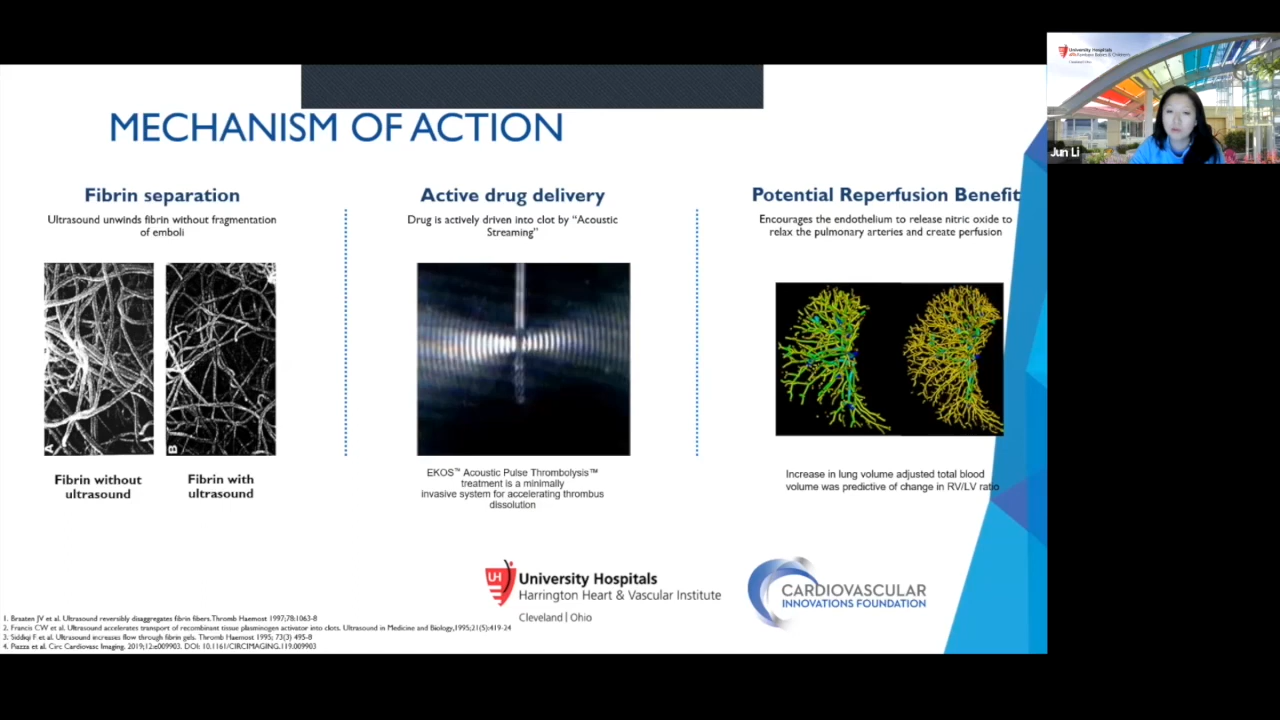 MECHANISM OF ACTION
Fibrin separation
Ultrasound unwinds fibrin without fragmentation
of emboli
A
B
Fibrin without
ultrasound
Fibrin with
ultrasound
Active drug delivery
Drug is actively driven into clot by “Acoustic
Streaming”
EKOS™ Acoustic Pulse Thrombolysis™
treatment is a minimally
invasive system for accelerating thrombus
dissolution
Potential Reperfusion Benefit
Encourages the endothelium to release nitric oxide to
relax the pulmonary arteries and create perfusion
Increase in lung volume adjusted total blood
volume was predictive of change in RV/LV ratio
UH
University Hospitals
Harrington Heart & Vascular Institute
Cleveland | Ohio
CARDIOVASCULAR
INNOVATIONS FOUNDATION
1. Braaten JV et al. Ultrasound reversibly disaggregates fibrin fibers. Thromb Haemost 1997;78:1063-8
2. Francis CW et al. Ultrasound accelerates transport of recombinant tissue plasminogen activator into clots. Ultrasound in Medicine and Biology,1995;21(5):419-24
3. Siddiqi F et al. Ultrasound increases flow through fibrin gels. Thromb Haemost 1995; 73(3) 495-8
4. Piazza et al. Circ Cardiovasc Imaging. 2019;12:e009903. DOI: 10.1161/CIRCIMAGING.119.009903
University Hospitals
Jun Li